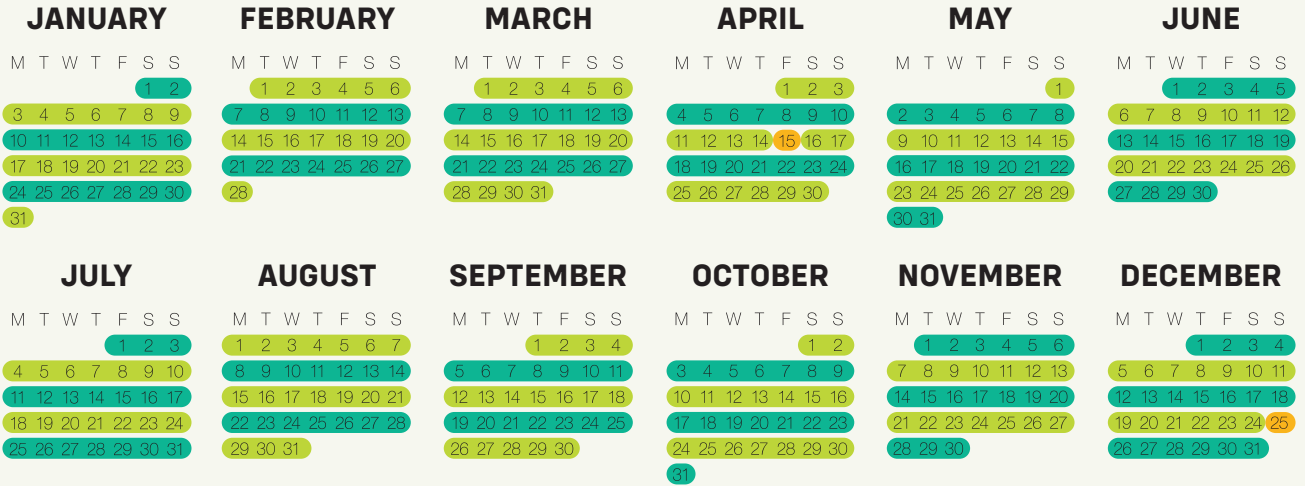 JANUARY
M T W T F S S
1 2
3 4 5 6 7 8 9
10 11 12 13 14 15 16
17 18 19 20 21 22 23
24 25 26 27 28 29 30
31
FEBRUARY
M T W T F S S
1 2 3 4 5 6
7 8 9 10 11 12 13
14 15 16 17 18 19 20
21 22 23 24 25 26 27
28
MARCH
M T W T F S S
1 2 3 4 5 6
7 8 9 10 11 12 13
14 15 16 17 18 19 20
21 22 23 24 25 26 27
28 29 30 31
APRIL
M T W T F S S
1 2 3
4 5 6 7 8 9 10
11 12 13 14 15 16 17
18 19 20 21 22 23 24
25 26 27 28 29 30
MAY
M T W T F S S
1
2 3 4 5 6 7 8
9 10 11 12 13 14 15
16 17 18 19 20 21 22
23 24 25 26 27 28 29
30 31
JUNE
M T W T F S S
1 2 3 4 5
6 7 8 9 10 11 12
13 14 15 16 17 18 19
20 21 22 23 24 25 26
27 28 29 30
JULY
M T W T F S S
1 2 3
4 5 6 7 8 9 10
11 12 13 14 15 16 17
18 19 20 21 22 23 24
25 26 27 28 29 30 31
AUGUST
M T W T F S S
1 2 3 4 5 6 7
8 9 10 11 12 13 14
15 16 17 18 19 20 21
22 23 24 25 26 27 28
29 30 31
SEPTEMBER
M T W T F S S
1 2 3 4
5 6 7 8 9 10 11
12 13 14 15 16 17 18
19 20 21 22 23 24 25
26 27 28 29 30
OCTOBER
M T W T F S S
1 2
3 4 5 6 7 8 9
10 11 12 13 14 15 16
17 18 19 20 21 22 23
24 25 26 27 28 29 30
31
NOVEMBER
M T W T F S S
1 2 3 4 5 6
7 8 9 10 11 12 13
14 15 16 17 18 19 20
21 22 23 24 25 26 27
28 29 30
DECEMBER
M T W T F S S
1 2 3 4
5 6 7 8 9 10 11
12 13 14 15 16 17 18
19 20 21 22 23 24 25
26 27 28 29 30 31